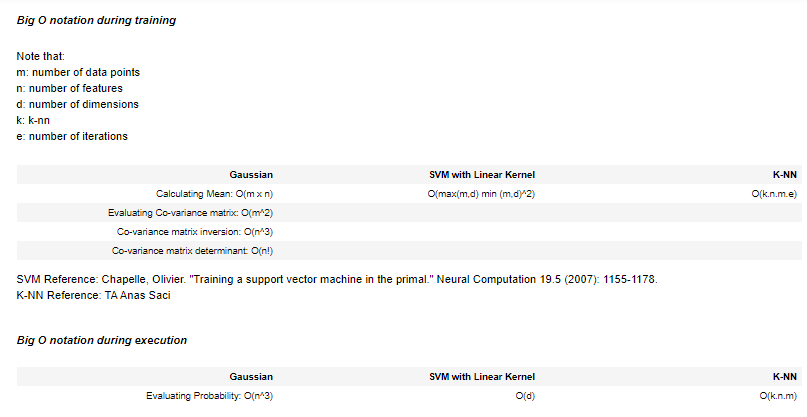 Big O notation during training
Note that:
m: number of data points
n: number of features
d: number of dimensions
k: k-nn
e: number of iterations
Gaussian SVM with Linear Kernel K-NN
Calculating Mean: O(m x n) O(max(m,d) min (m,d)^2) O(k.n.m.e)
Evaluating Co-variance matrix: O(m^2)
Co-variance matrix inversion: O(n^3)
Co-variance matrix determinant: O(n!)
SVM Reference: Chapelle, Olivier. "Training a support vector machine in the primal." Neural Computation 19.5 (2007): 1155-1178.
K-NN Reference: TA Anas Saci
Big O notation during execution
Gaussian SVM with Linear Kernel K-NN
Evaluating Probability: O(n^3) O(d) O(k.n.m)